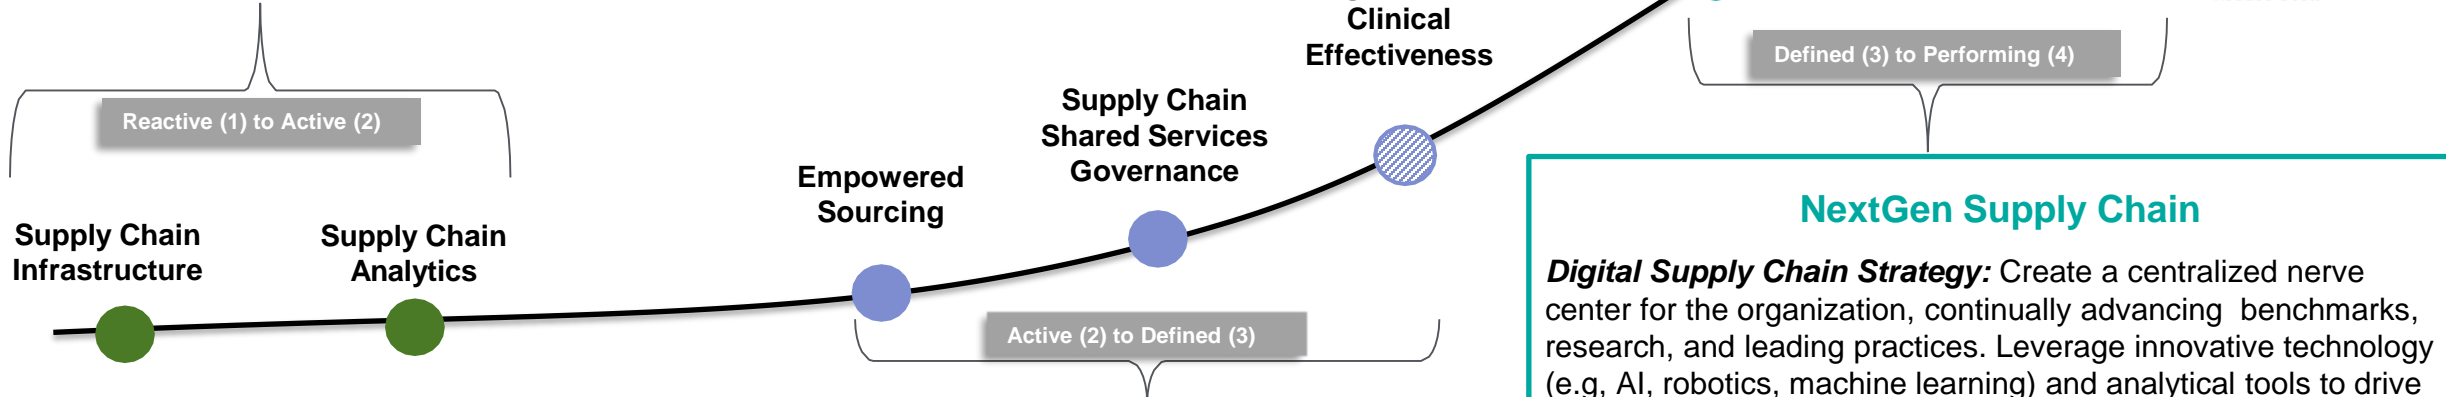 Clinical
Effectiveness
Defined (3) to Performing (4)
Supply Chain
Shared Services
Governance
Reactive (1) to Active (2)
Empowered
Sourcing
Supply Chain
Infrastructure
Supply Chain
Analytics
Active (2) to Defined (3)
NextGen Supply Chain
Digital Supply Chain Strategy: Create a centralized nerve
center for the organization, continually advancing benchmarks,
research, and leading practices. Leverage innovative technology
(e.g, AI, robotics, machine learning) and analytical tools to drive